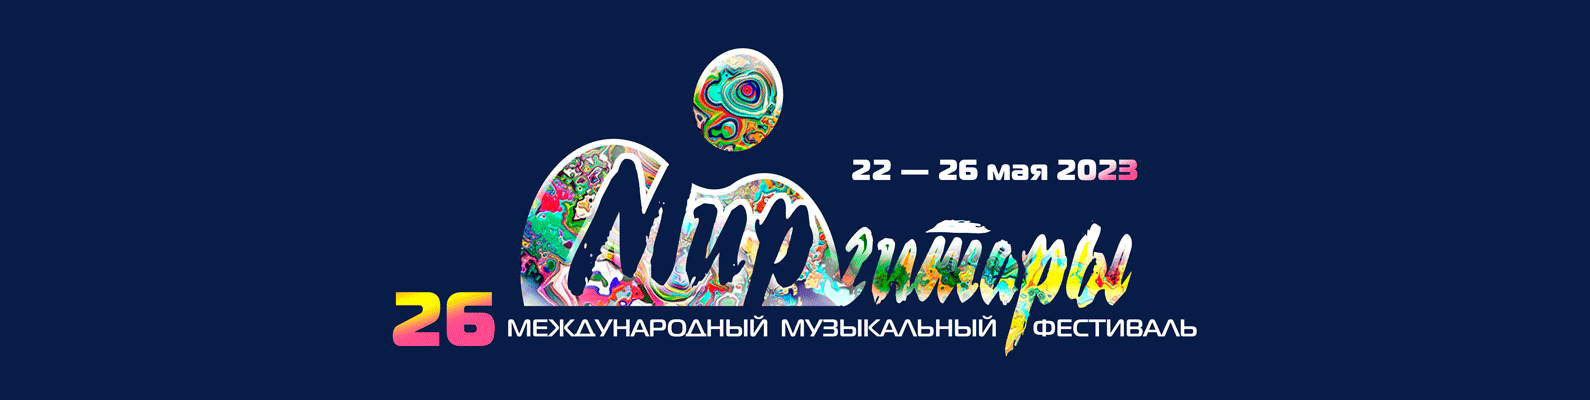 22 — 26 мая 2023
Мир гитары
26 МЕЖДУНАРОДНЫЙ МУЗЫКАЛЬНЫЙ ФЕСТИВАЛЬ